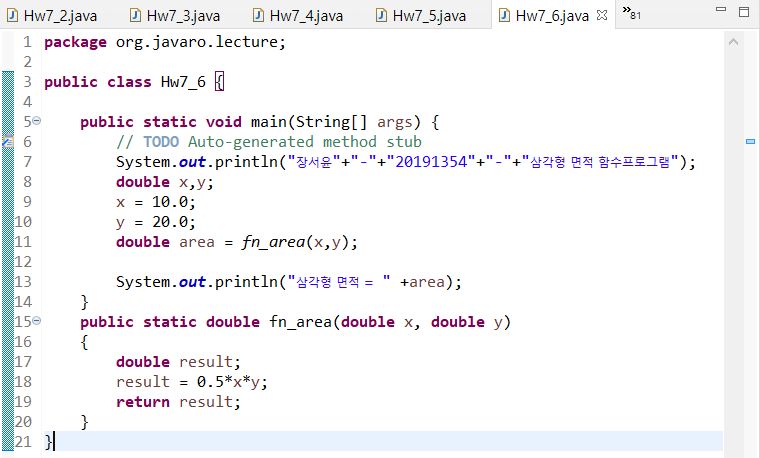 Hw7_2.java Hw7_3.java Hw7_4.java Hw7_5.java Hw7_6.java »81
1 package org.javaro.lecture;
2
3 public class Hw7_6 {
4
5 public static void main(String[] args) {
6 // TODO Auto-generated method stub
7 System.out.println("장서윤"+"-"+"20191354"+"-"+"삼각형 면적 함수프로그램");
8 double x,y;
9 x = 10.0;
10 y = 20.0;
11 double area = fn_area(x,y);
12
13 System.out.println("삼각형 면적 = " +area);
14 }
15 public static double fn_area(double x, double y)
16 {
17 double result;
18 result = 0.5*x*y;
19 return result;
20 }
21 }